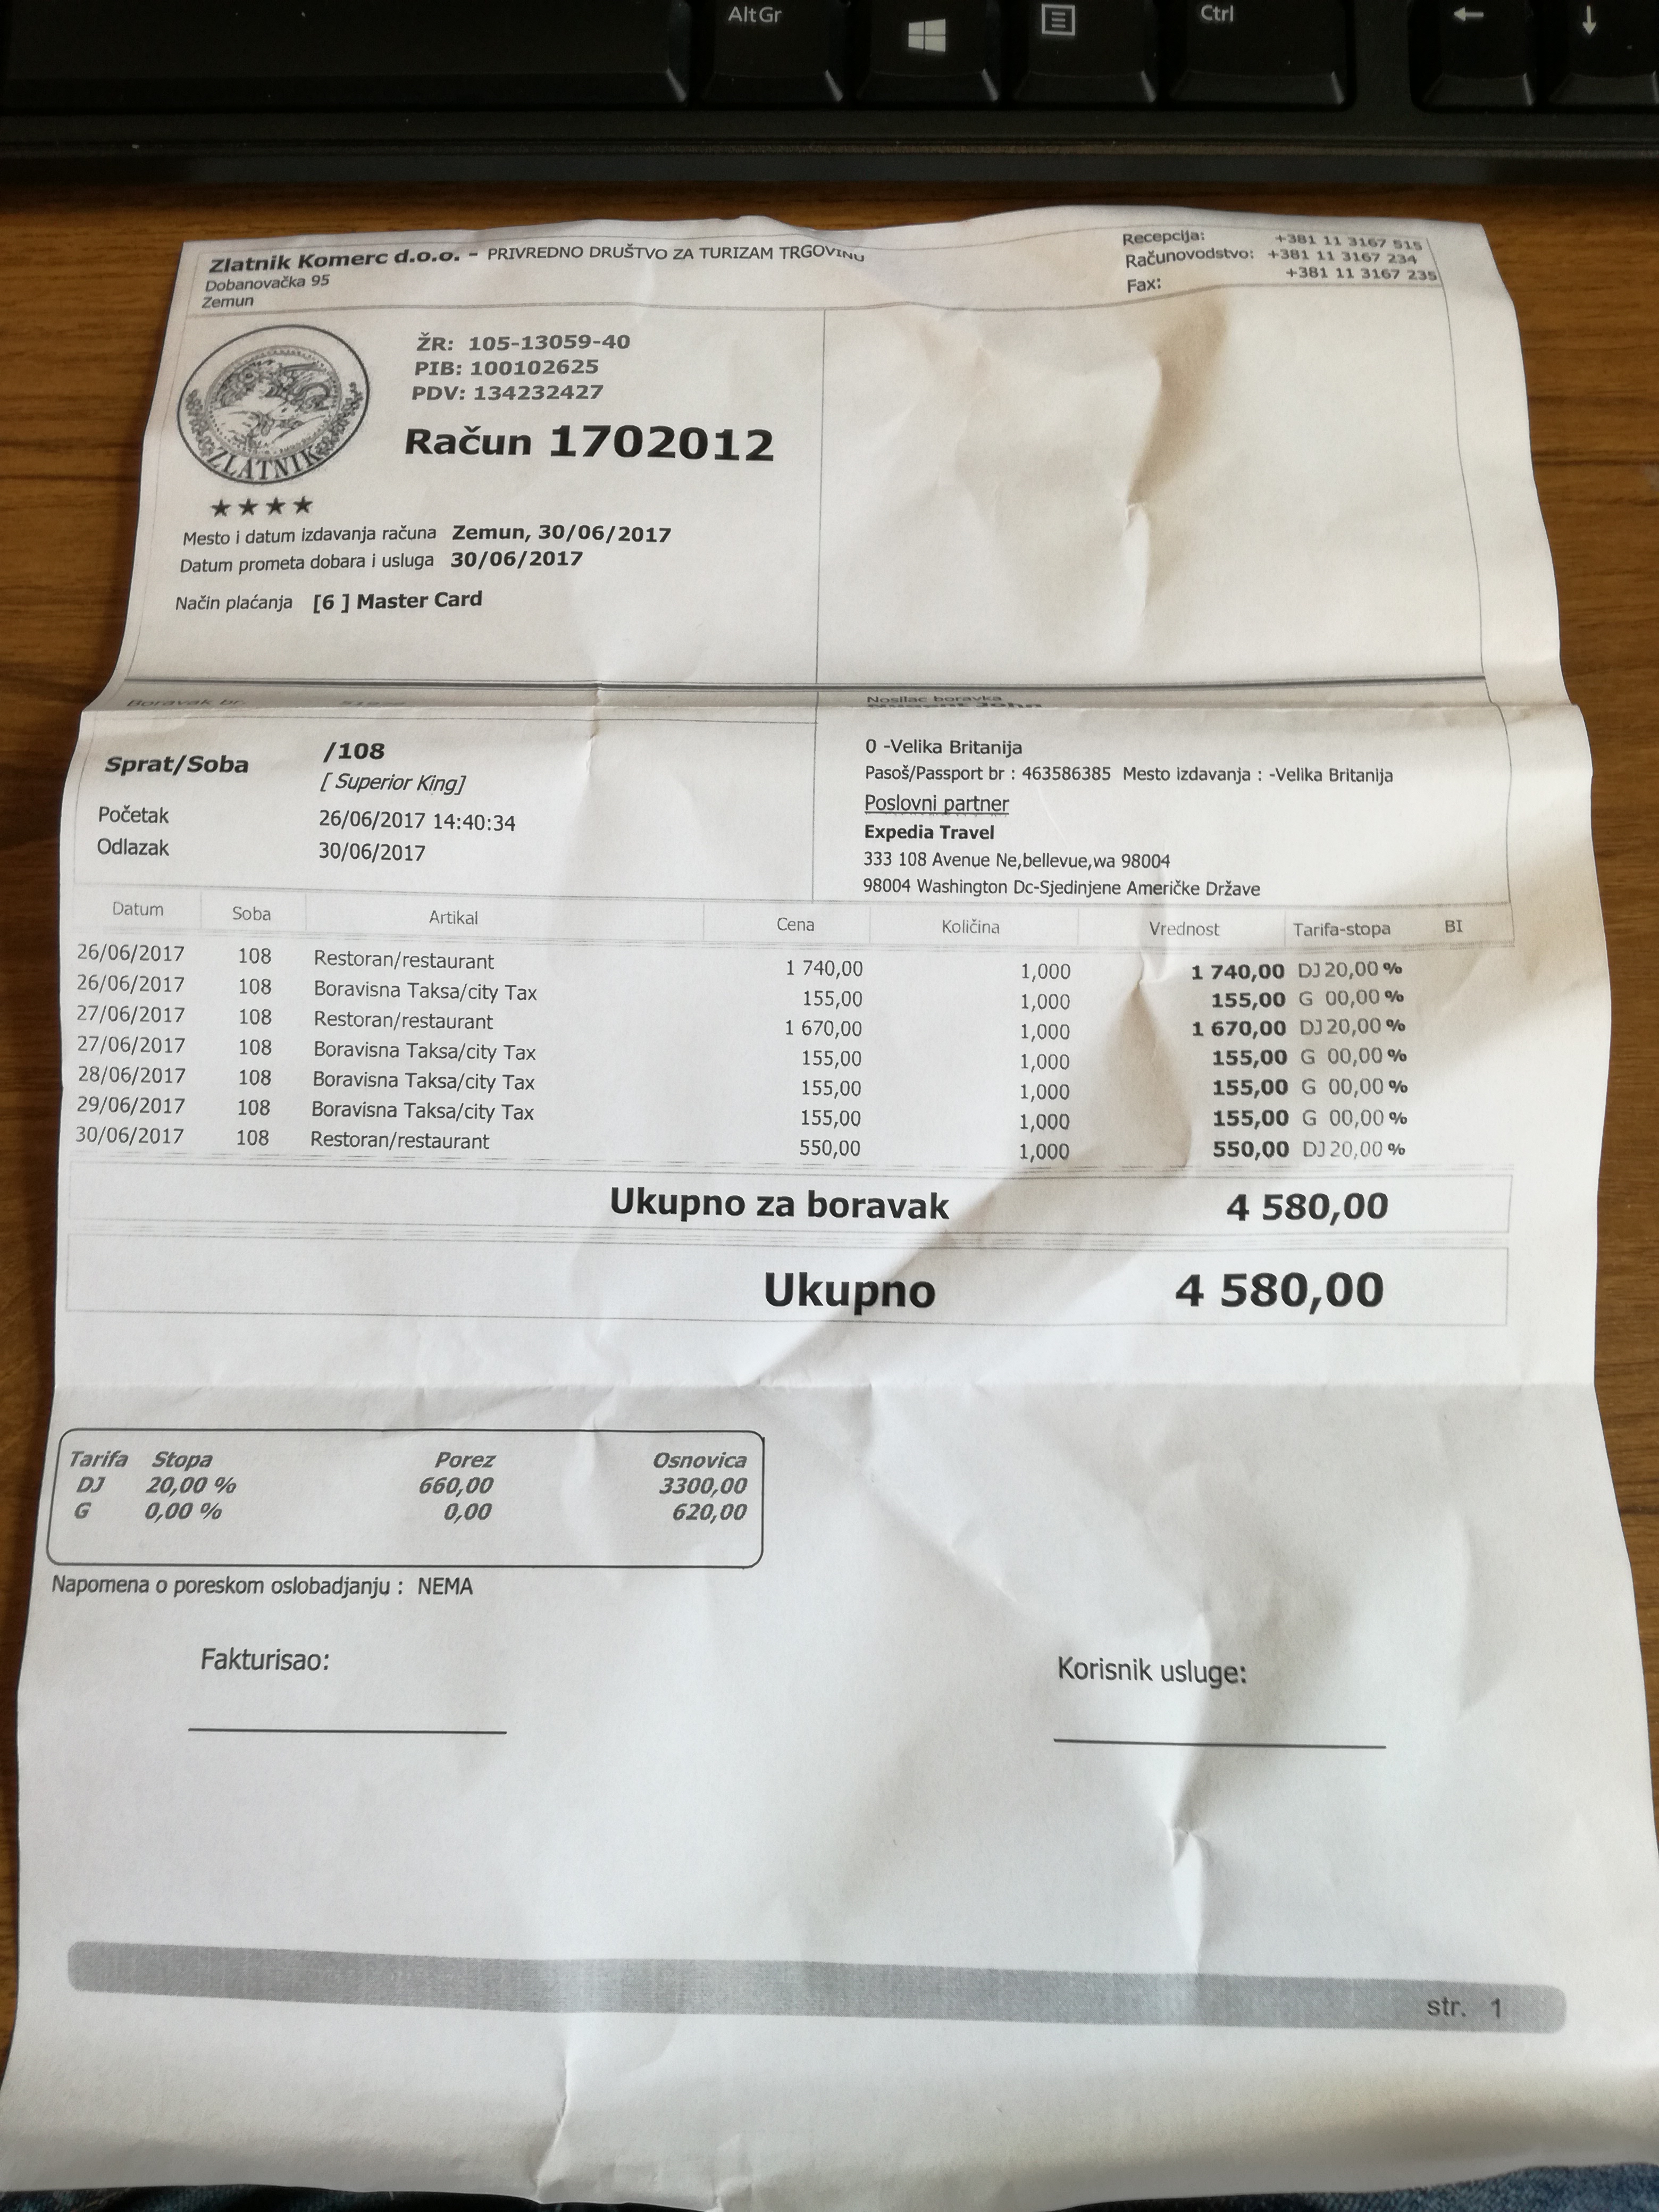 AltGr
Ctrl
Zlatnik Komerc d.o.o. - PRIVREDNO DRUŠTVO ZA TURIZAM TRGOVINU
Dobanovačka 95
Zemun
Recepcija: +381 11 3167 515
Računovodstvo: +381 11 3167 234
Fax: +381 11 3167 235
ŽR: 105-13059-40
PIB: 100102625
PDV: 134232427
Račun 1702012
ZLATNIK
Mesto i datum izdavanja računa Zemun, 30/06/2017
Datum prometa dobara i usluga 30/06/2017
Način plaćanja [6 ] Master Card
Boravak br.
Nosilac boravka
John
Sprat/Soba /108
[ Superior King]
Početak 26/06/2017 14:40:34
Odlazak 30/06/2017
0 -Velika Britanija
Pasoš/Passport br : 463586385 Mesto izdavanja : -Velika Britanija
Poslovni partner
Expedia Travel
333 108 Avenue Ne,bellevue,wa 98004
98004 Washington Dc-Sjedinjene Američke Države
Datum Soba Artikal Cena Količina Vrednost Tarifa-stopa BI
26/06/2017 108 Restoran/restaurant 1 740,00 1,000 1 740,00 DJ 20,00 %
26/06/2017 108 Boravisna Taksa/city Tax 155,00 1,000 155,00 G 00,00 %
27/06/2017 108 Restoran/restaurant 1 670,00 1,000 1 670,00 DJ 20,00 %
27/06/2017 108 Boravisna Taksa/city Tax 155,00 1,000 155,00 G 00,00 %
28/06/2017 108 Boravisna Taksa/city Tax 155,00 1,000 155,00 G 00,00 %
29/06/2017 108 Boravisna Taksa/city Tax 155,00 1,000 155,00 G 00,00 %
30/06/2017 108 Restoran/restaurant 550,00 1,000 550,00 DJ 20,00 %
Ukupno za boravak 4 580,00
Ukupno 4 580,00
Tarifa Stopa Porez Osnovica
DJ 20,00 % 660,00 3300,00
G 0,00 % 0,00 620,00
Napomena o poreskom oslobadjanju : NEMA
Fakturisao:
Korisnik usluge:
str. 1